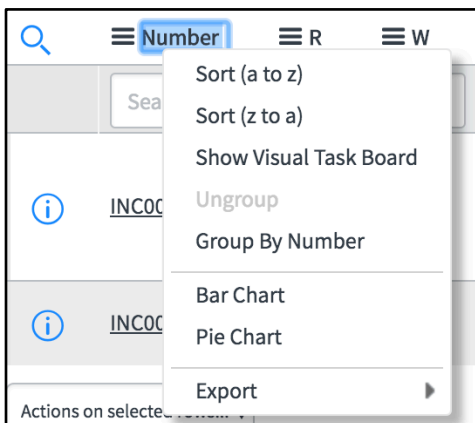 Number R W
Sort (a to z)
Sea
Sort (z to a)
Show Visual Task Board
Ungroup
INC00
Group By Number
Bar Chart
INC00
Pie Chart
Export
Actions on selected